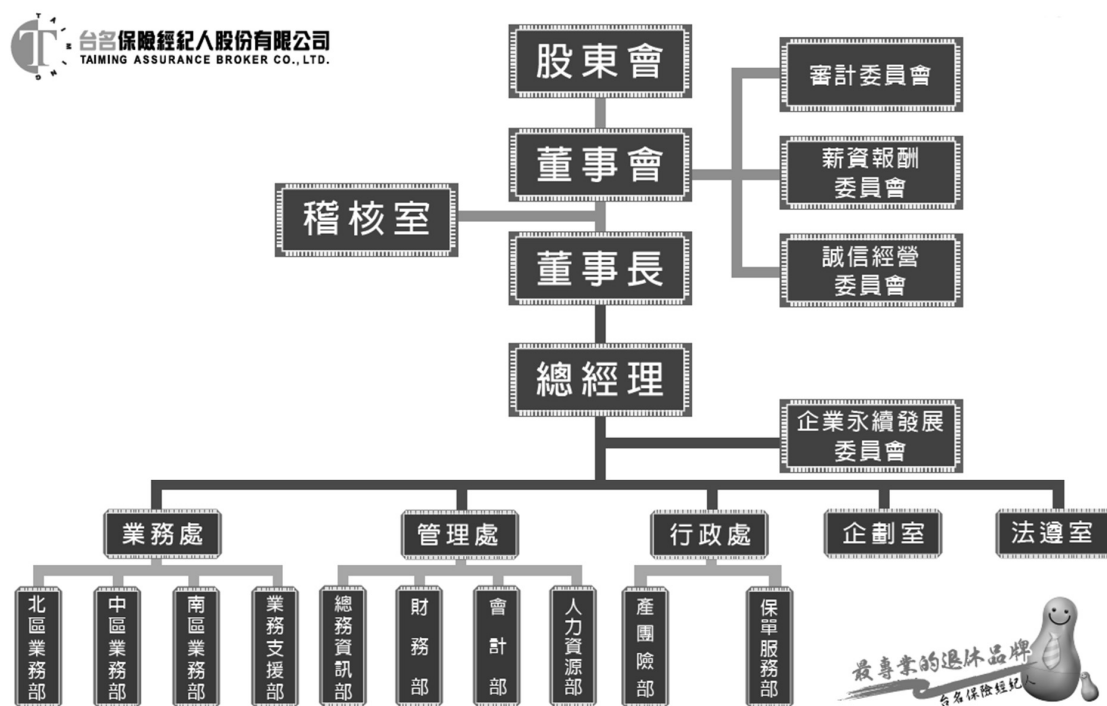 TAIMING
台名保險經紀人股份有限公司
TAIMING ASSURANCE BROKER CO., LTD.
股東會
審計委員會
董事會
薪資報酬
委員會
稽核室
董事長
誠信經營
委員會
總經理
企業永續發展
委員會
業務處
管理處
行政處
企劃室
法遵室
北區業務部
中區業務部
南區業務部
業務支援部
總務資訊部
財務部
會計部
人力資源部
產團險部
保單服務部
最專業的退休品牌
台名保險經紀人